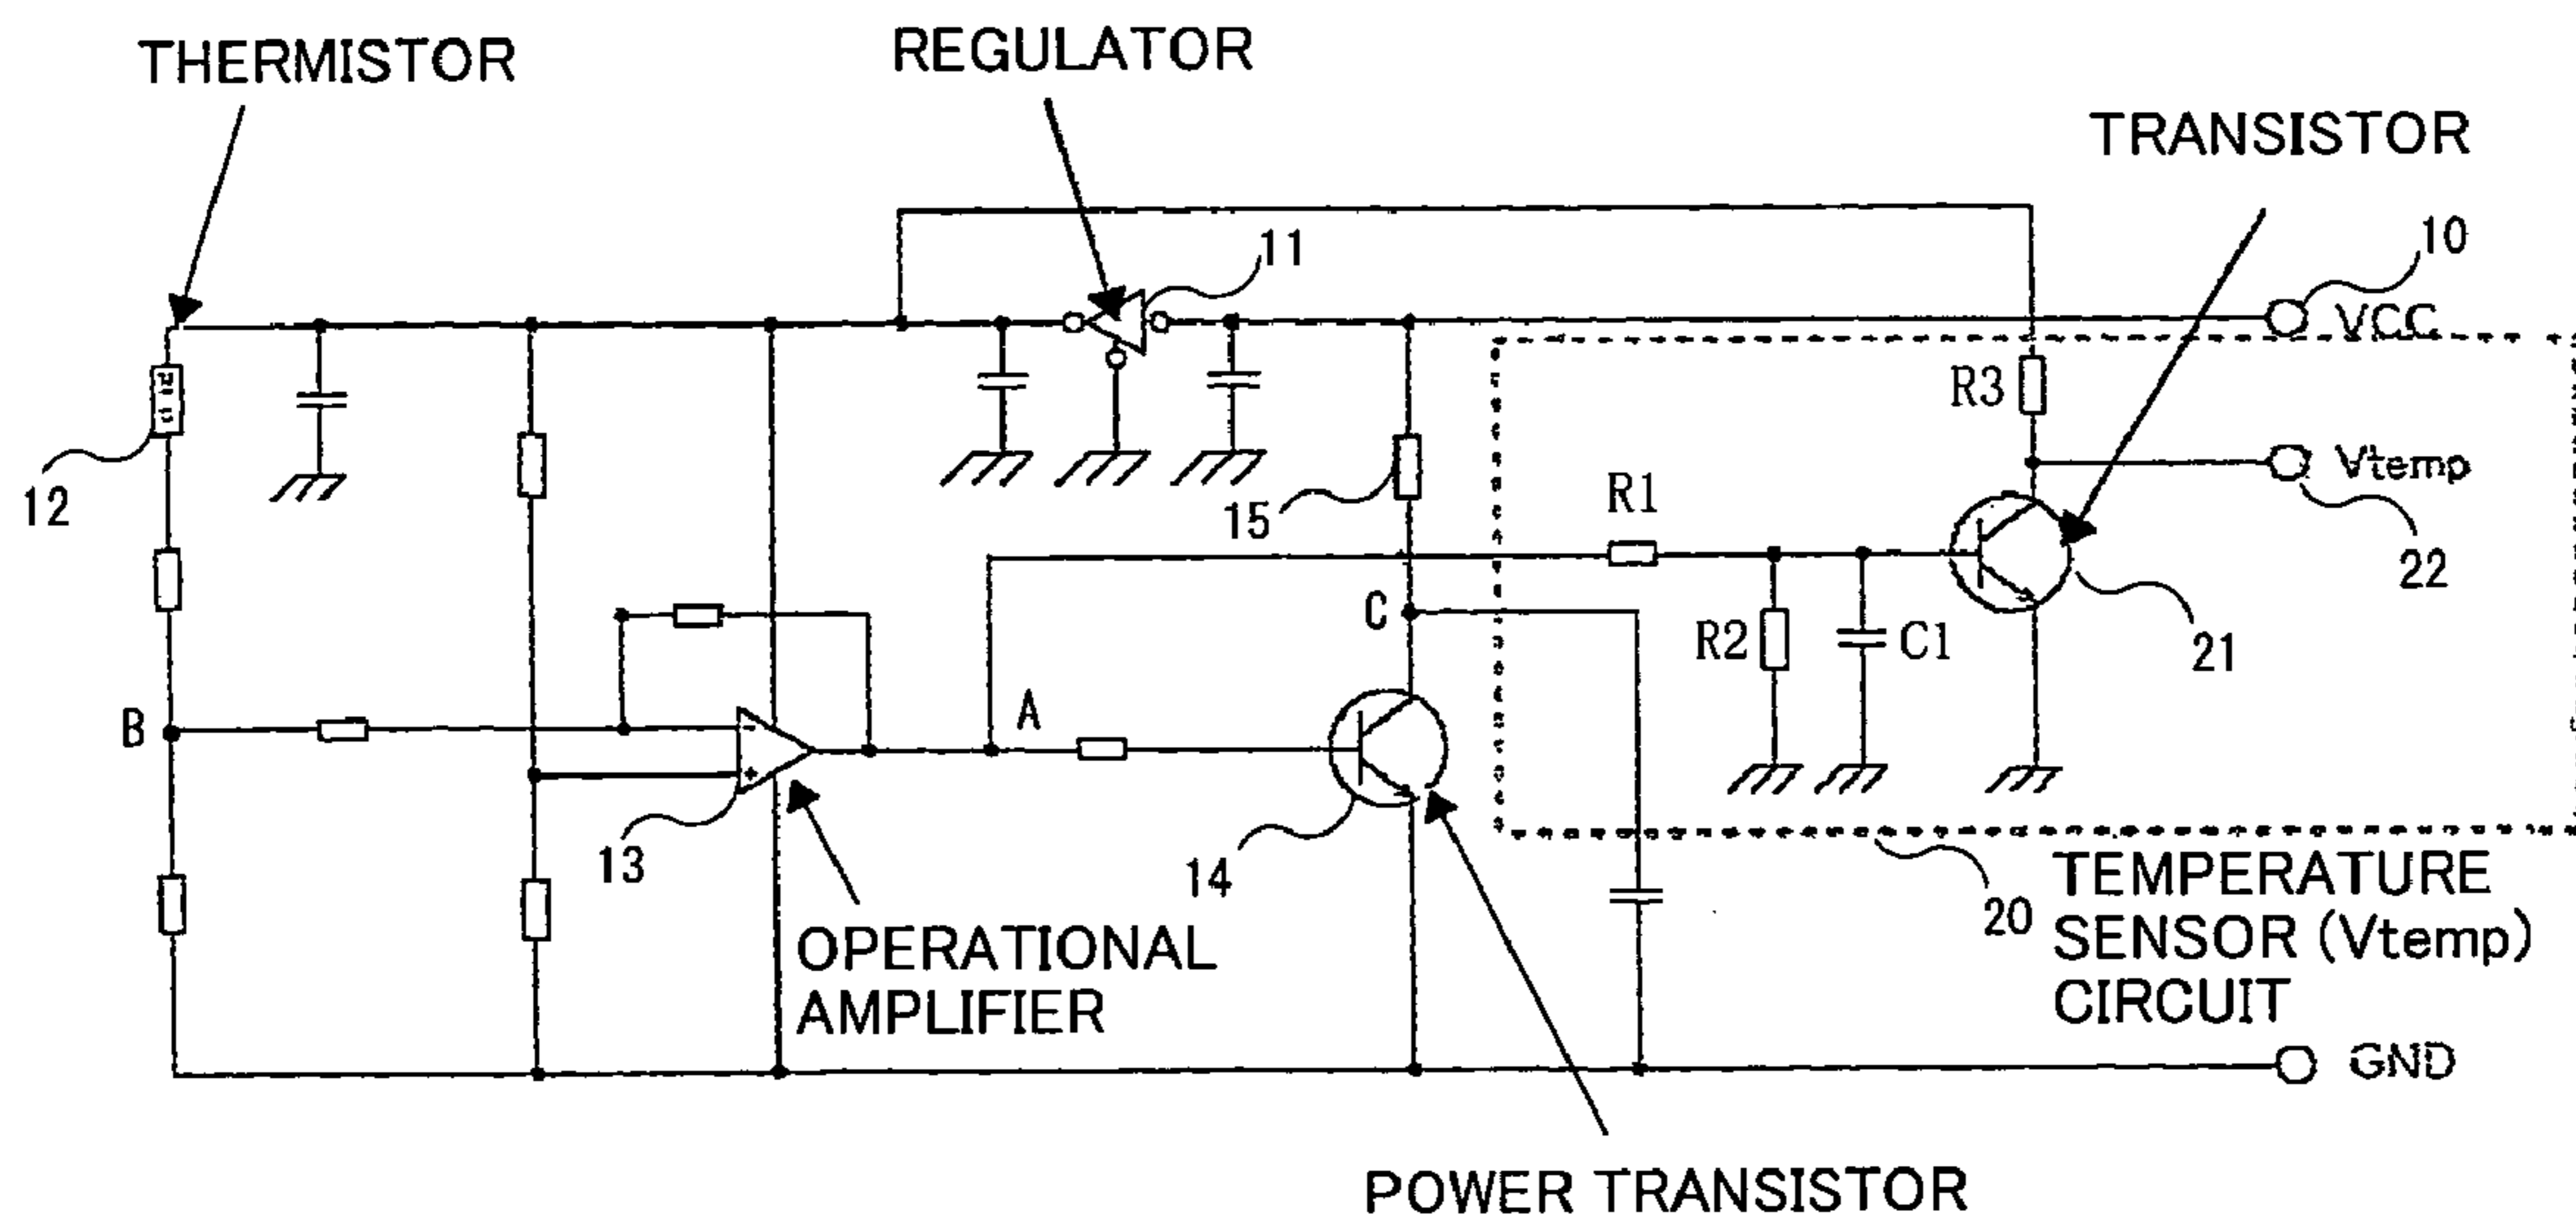 THERMISTOR
REGULATOR
TRANSISTOR
11
10
VCC
R3
12
15
R1
Vtemp
22
C
R2
C1
21
B
A
-
+
13
14
20
TEMPERATURE
SENSOR (Vtemp)
CIRCUIT
OPERATIONAL
AMPLIFIER
GND
POWER TRANSISTOR